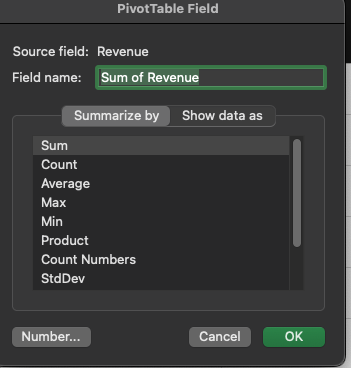 PivotTable Field
Source field: Revenue
Field name: Sum of Revenue
Summarize by Show data as
Sum
Count
Average
Max
Min
Product
Count Numbers
StdDev
Number... Cancel OK